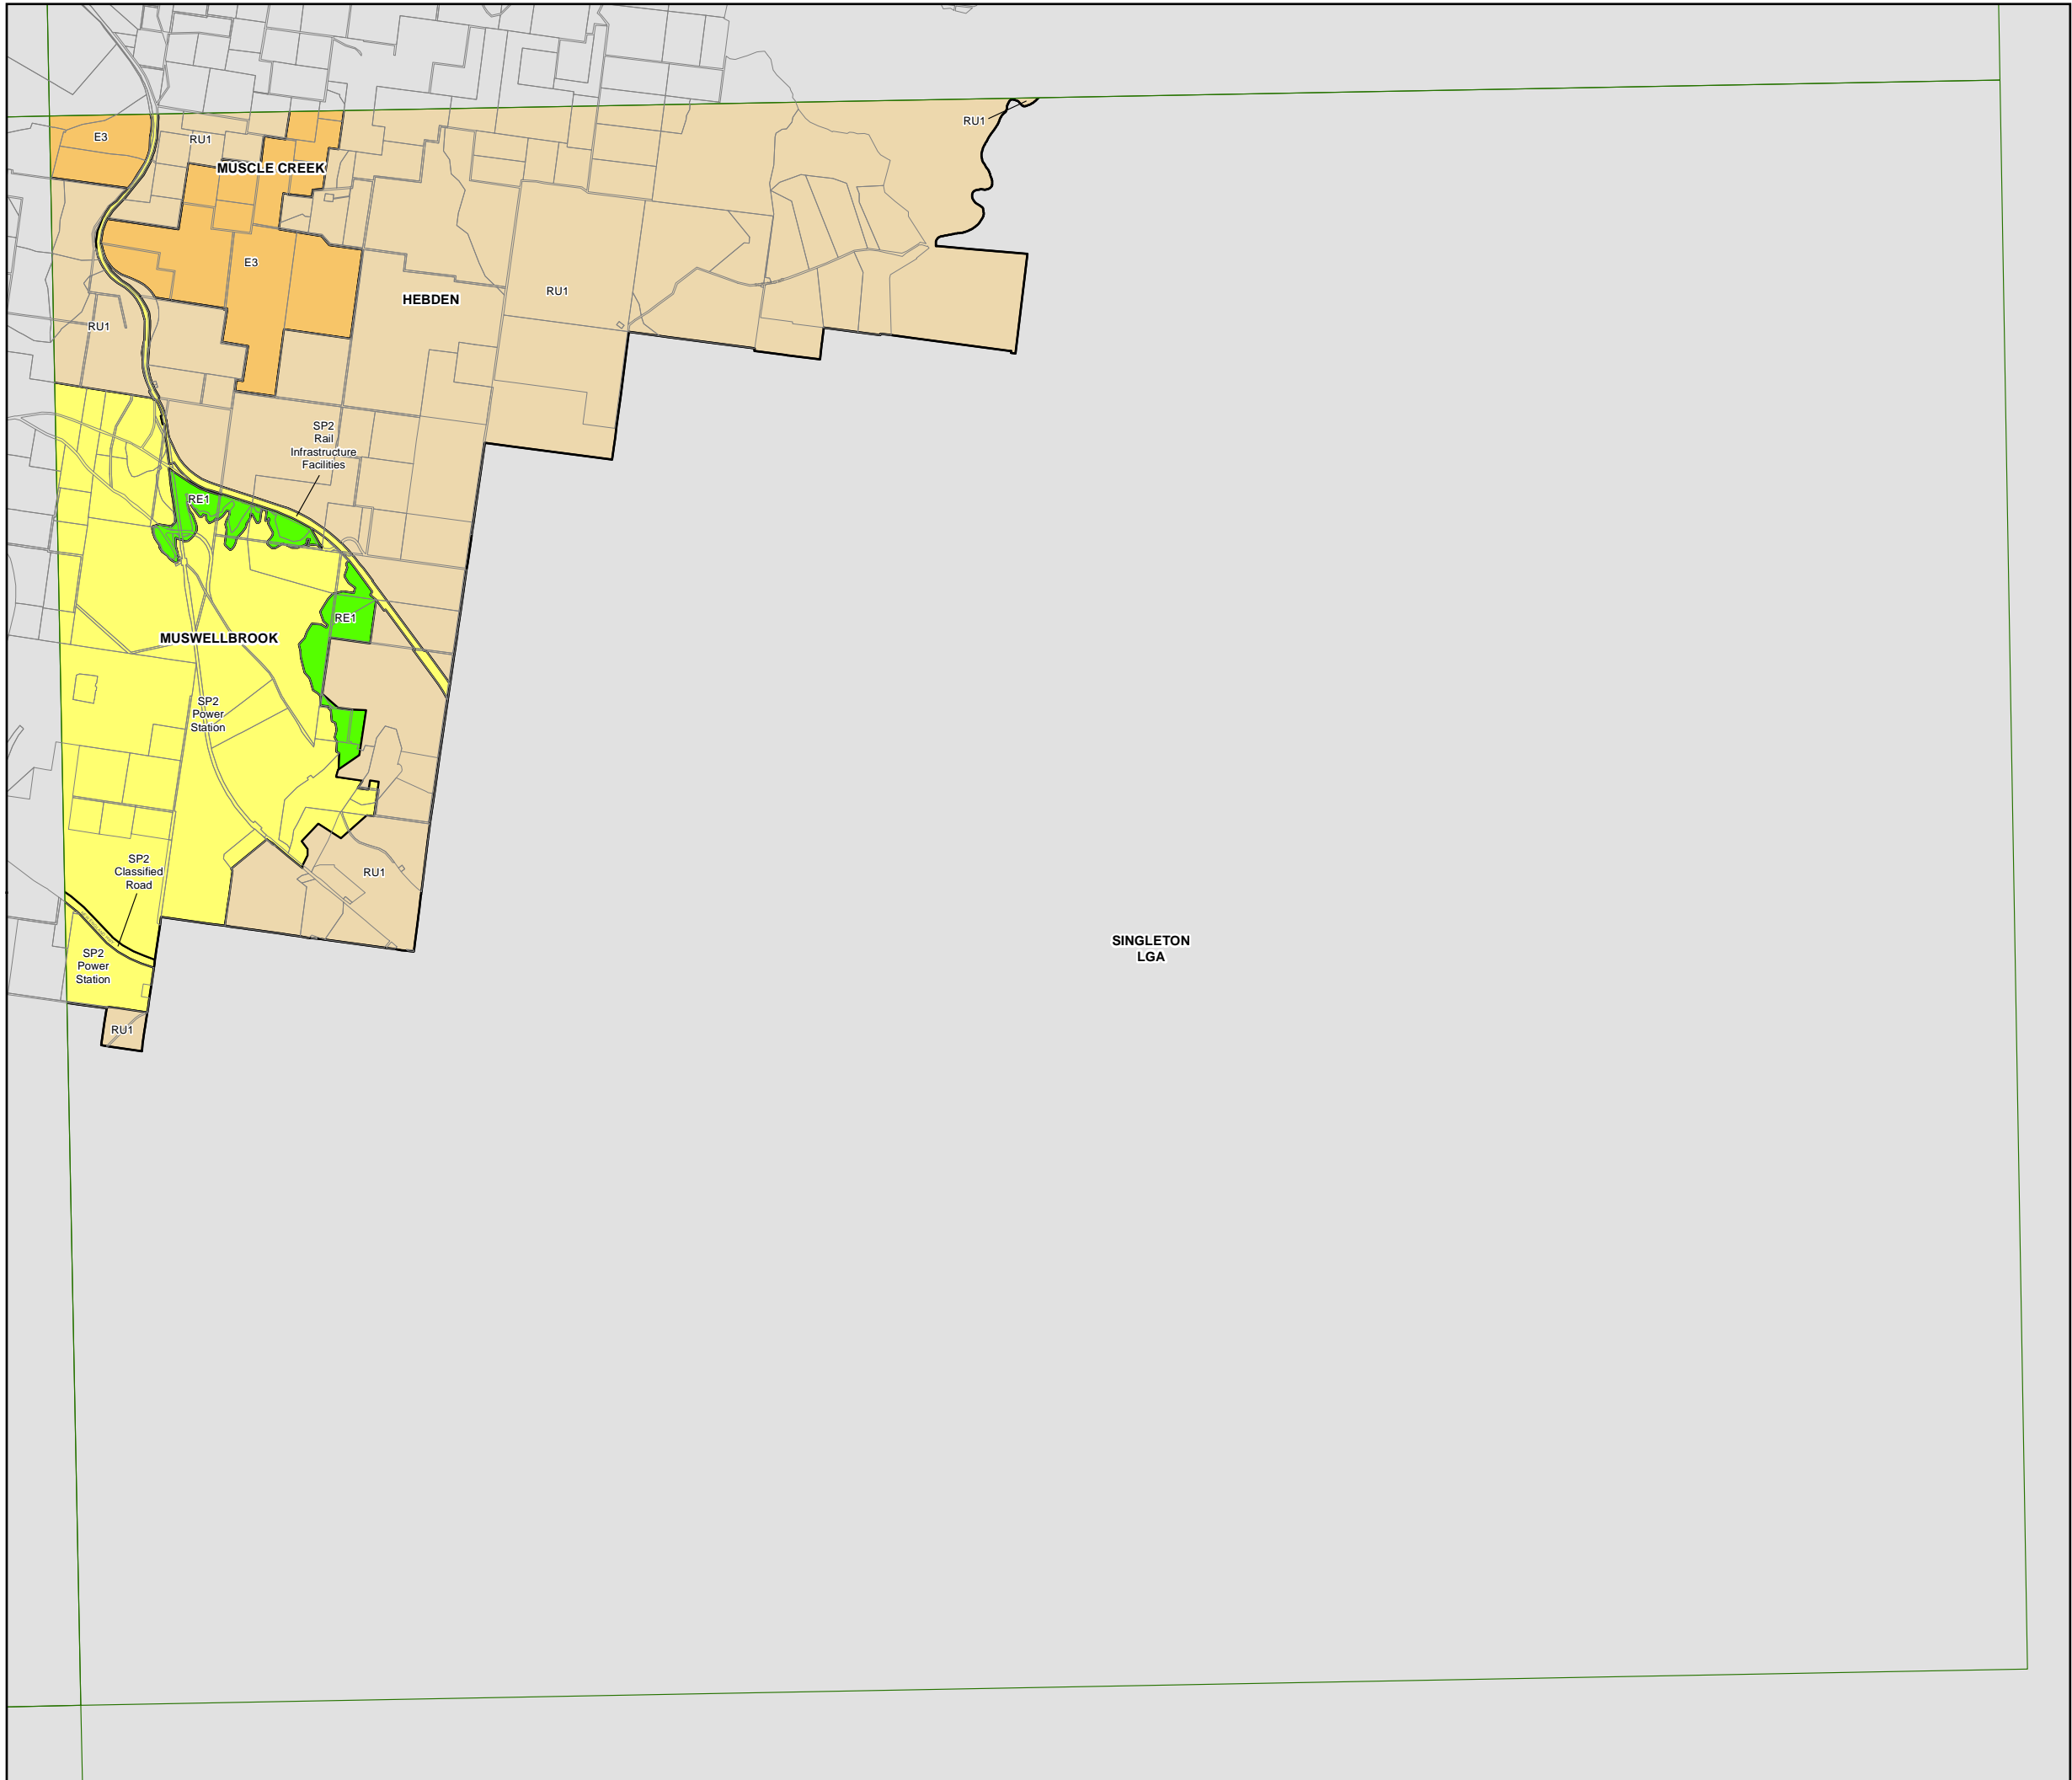 RU1
E3
RU1
MUSCLE CREEK
E3
RU1
HEBDEN
RU1
SP2
Rail
Infrastructure
Facilities
RE1
RE1
MUSWELLBROOK
SP2
Power
Station
SP2
Classified
Road
RU1
SINGLETON
LGA
SP2
Power
Station
RU1